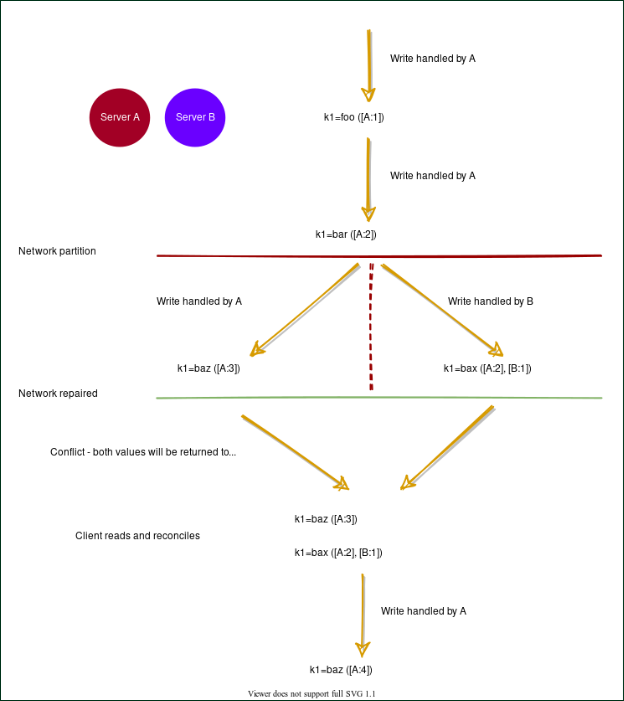 Write handled by A
Server A
Server B
k1=foo ([A:1])
Write handled by A
k1=bar ([A:2])
Network partition
Write handled by A
Write handled by B
k1=baz ([A:3])
k1=bax ([A:2], [B:1])
Network repaired
Conflict - both values will be returned to...
k1=baz ([A:3])
Client reads and reconciles
k1=bax ([A:2], [B:1])
Write handled by A
k1=baz ([A:4])
Viewer does not support full SVG 1.1